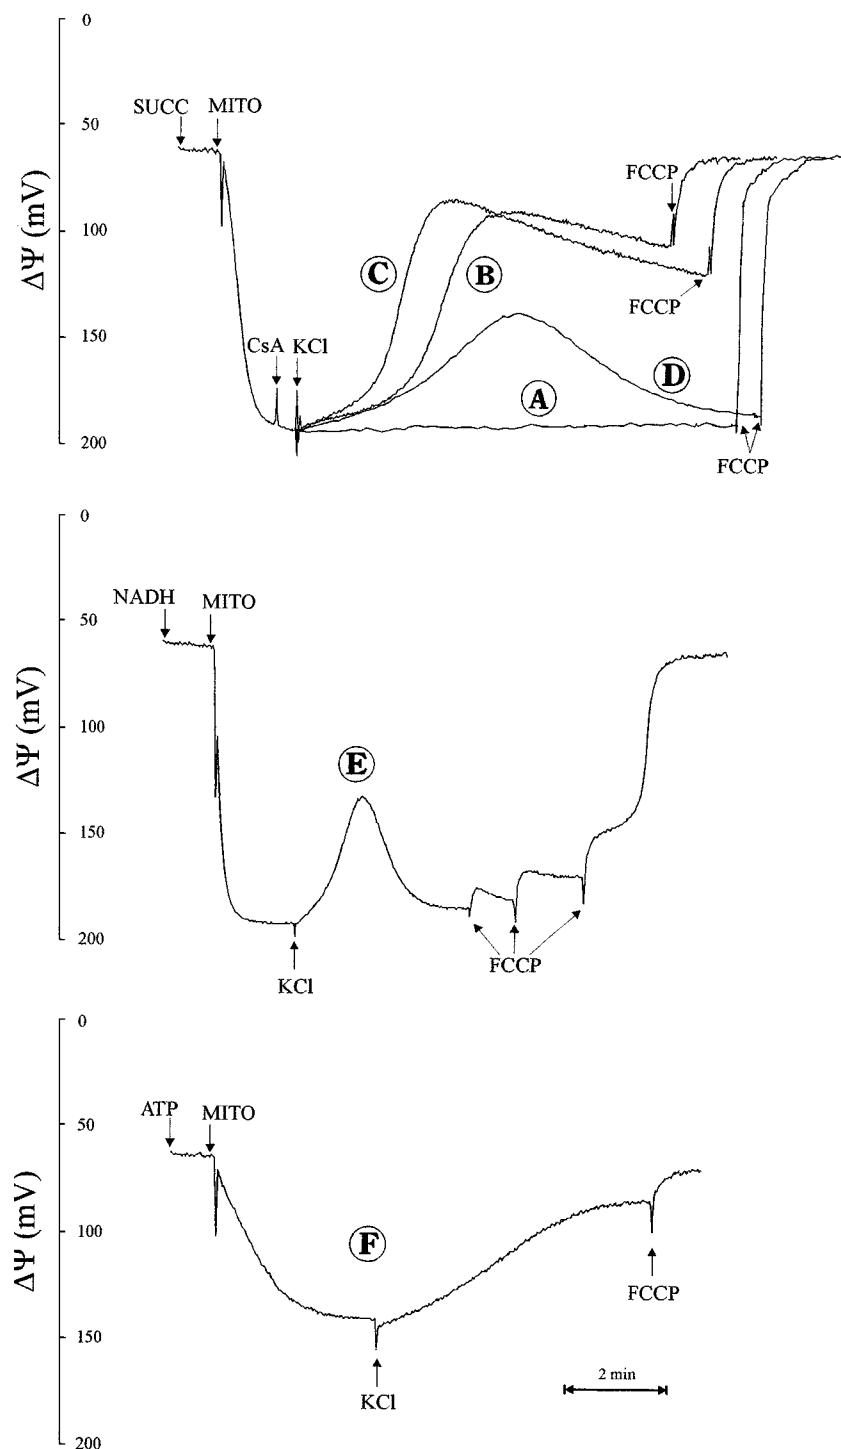 0
SUCC MITO
50
FCCP
ΔΨ (mV)
100
C B
FCCP
150
CsA KCl
D
A
200
FCCP
0
NADH MITO
50
ΔΨ (mV)
100
E
150
200
FCCP
KCl
0
ATP MITO
50
ΔΨ (mV)
100
F
FCCP
150
2 min
KCl
200